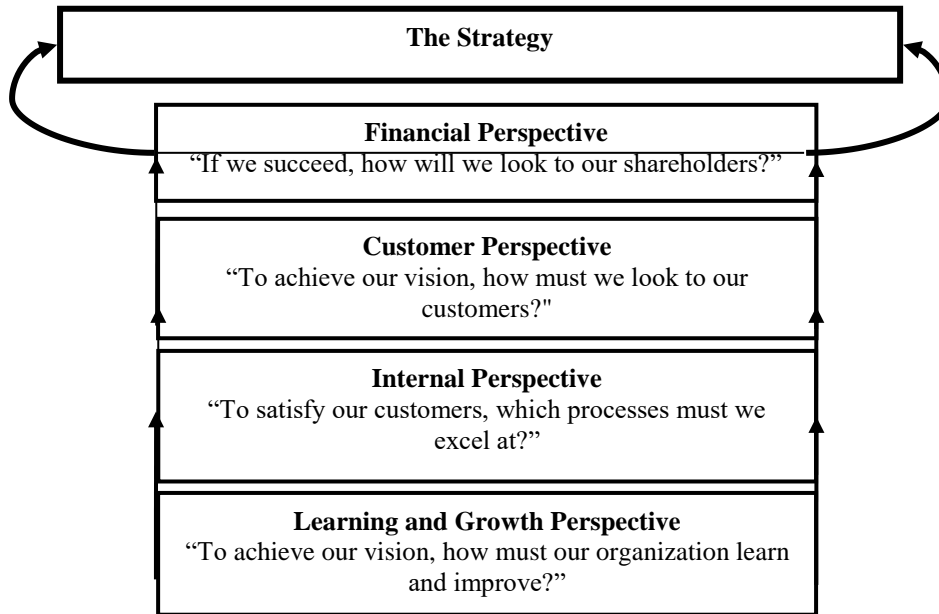 The Strategy
Financial Perspective
“If we succeed, how will we look to our shareholders?”
Customer Perspective
“To achieve our vision, how must we look to our
customers?"
Internal Perspective
“To satisfy our customers, which processes must we
excel at?”
Learning and Growth Perspective
“To achieve our vision, how must our organization learn
and improve?”